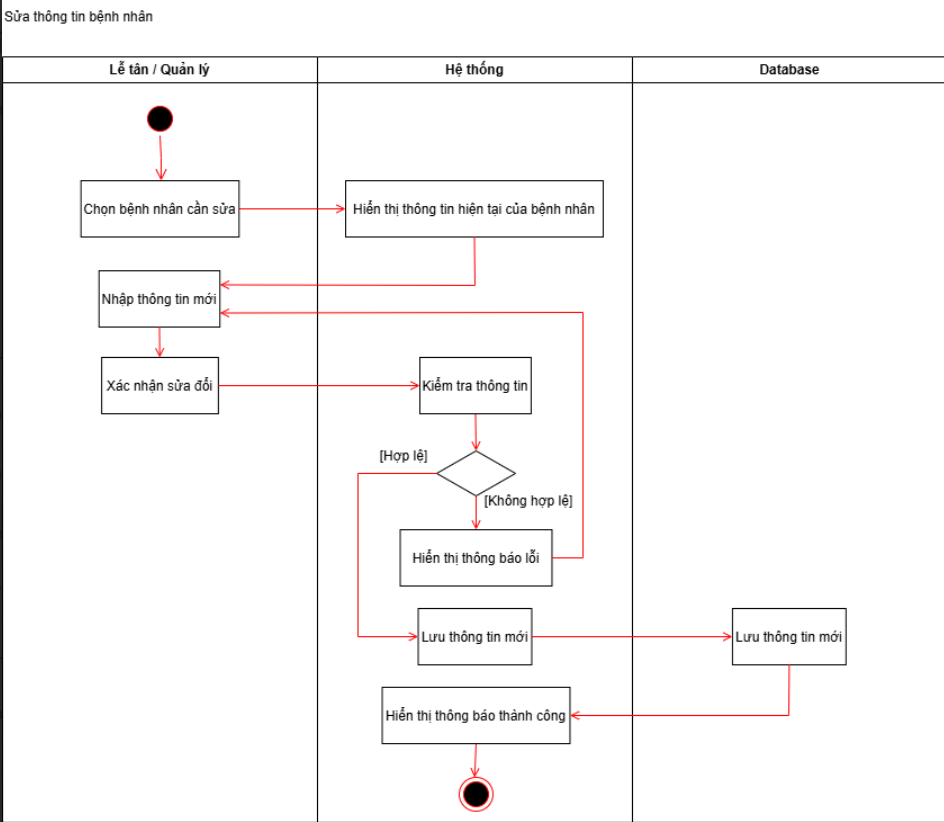 Sửa thông tin bệnh nhân
Lễ tân / Quản lý
Hệ thống
Database
Chọn bệnh nhân cần sửa
Hiển thị thông tin hiện tại của bệnh nhân
Nhập thông tin mới
Xác nhận sửa đổi
Kiểm tra thông tin
[Hợp lệ]
[Không hợp lệ]
Hiển thị thông báo lỗi
Lưu thông tin mới
Lưu thông tin mới
Hiển thị thông báo thành công